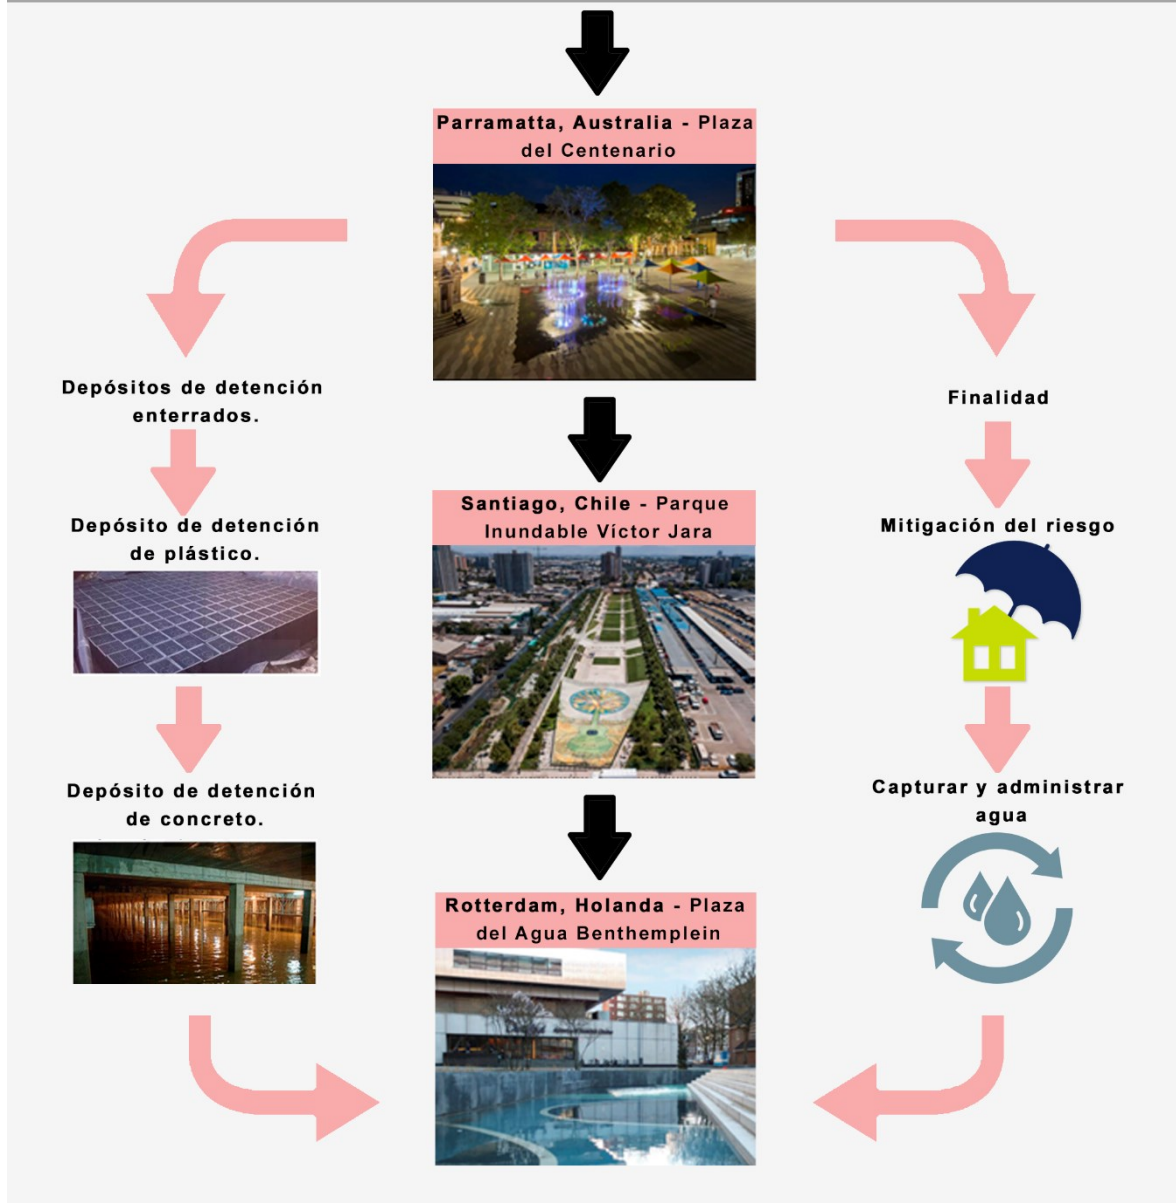 Parramatta, Australia - Plaza
del Centenario
Depósitos de detención
enterrados.
Finalidad
Depósito de detención
de plástico.
Santiago, Chile - Parque
Inundable Víctor Jara
Mitigación del riesgo
Depósito de detención
de concreto.
Capturar y administrar
agua
Rotterdam, Holanda - Plaza
del Agua Benthemplein